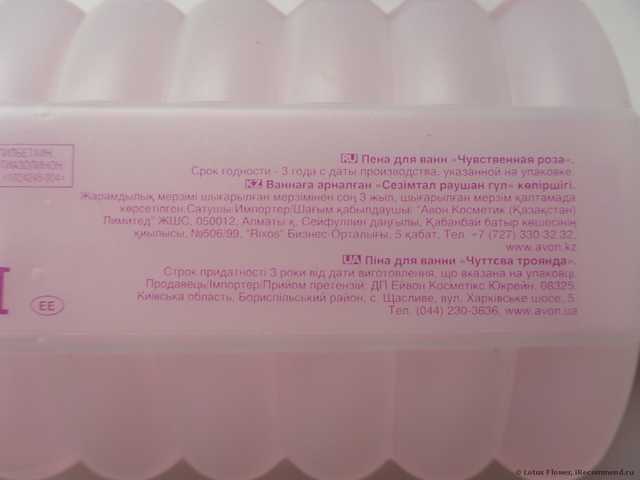 RU Пена для ванн «Чувственная роза».
Срок годности - 3 года с даты производства, указанной на упаковке.
KZ Ваннаға арналған «Сезімтал раушан гүл» көпіршігі.
Жарамдылық мерзімі шығарылған мерзімінен соң 3 жыл, шығарылған мерзім қаптамада
көрсетілген.Сатушы/Импортер/Шағым қабылдаушы: "Авон Косметик (Қазақстан)
Лимитед" ЖШС, 050012, Алматы қ, Сейфуллин даңғылы, Қабанбай батыр көшесінің
қиылысы, №506/99, "Rixos" Бизнес Орталығы, 5 қабат, Тел. +7 (727) 330 32 32,
www.avon.kz
UA Піна для ванни «Чуттєва троянда».
Строк придатності 3 роки від дати виготовлення, що вказана на упаковці.
Продавець/Імпортер/Прийом претензій: ДП Ейвон Косметікс Юкрейн, 08325,
Київська область, Бориспільський район, с. Щасливе, вул. Харківське шосе, 5.
Тел. (044) 230-3636, www.avon.ua
EE
© Lotus Flower, iRecommend.ru